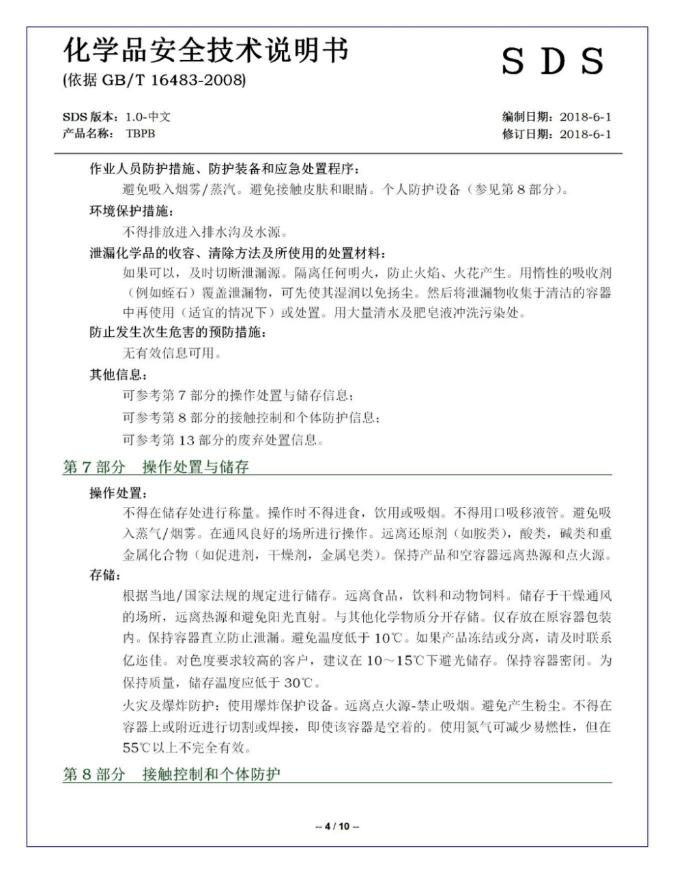 化学品安全技术说明书
(依据 GB/T 16483-2008)
S D S
SDS 版本：1.0-中文
编制日期：2018-6-1
产品名称： TBPB
修订日期：2018-6-1
作业人员防护措施、防护装备和应急处置程序：
避免吸入烟雾/蒸汽。避免接触皮肤和眼睛。个人防护设备（参见第 8 部分）。
环境保护措施：
不得排放进入排水沟及水源。
泄漏化学品的收容、清除方法及所使用的处置材料：
如果可以，及时切断泄漏源。隔离任何明火，防止火焰、火花产生。用惰性的吸收剂
（例如蛭石）覆盖泄漏物，可先使其湿润以免扬尘。然后将泄漏物收集于清洁的容器
中再使用（适宜的情况下）或处置。用大量清水及肥皂液冲洗污染处。
防止发生次生危害的预防措施：
无有效信息可用。
其他信息：
可参考第 7 部分的操作处置与储存信息；
可参考第 8 部分的接触控制和个体防护信息；
可参考第 13 部分的废弃处置信息。
第 7 部分 操作处置与储存
操作处置：
不得在储存处进行称量。操作时不得进食，饮用或吸烟。不得用口吸移液管。避免吸
入蒸气/烟雾。在通风良好的场所进行操作。远离还原剂（如胺类），酸类，碱类和重
金属化合物（如促进剂，干燥剂，金属皂类）。保持产品和空容器远离热源和点火源。
存储：
根据当地/国家法规的规定进行储存。远离食品，饮料和动物饲料。储存于干燥通风
的场所，远离热源和避免阳光直射。与其他化学物质分开存储。仅存放在原容器包装
内。保持容器直立防止泄漏。避免温度低于 10℃。如果产品冻结或分离，请及时联系
亿迩佳。对色度要求较高的客户，建议在 10～15℃下避光储存。保持容器密闭。为
保持质量，储存温度应低于 30℃。
火灾及爆炸防护：使用爆炸保护设备。远离点火源-禁止吸烟。避免产生粉尘。不得在
容器上或附近进行切割或焊接，即使该容器是空着的。使用氮气可减少易燃性，但在
55℃以上不完全有效。
第 8 部分 接触控制和个体防护
-- 4 / 10 --